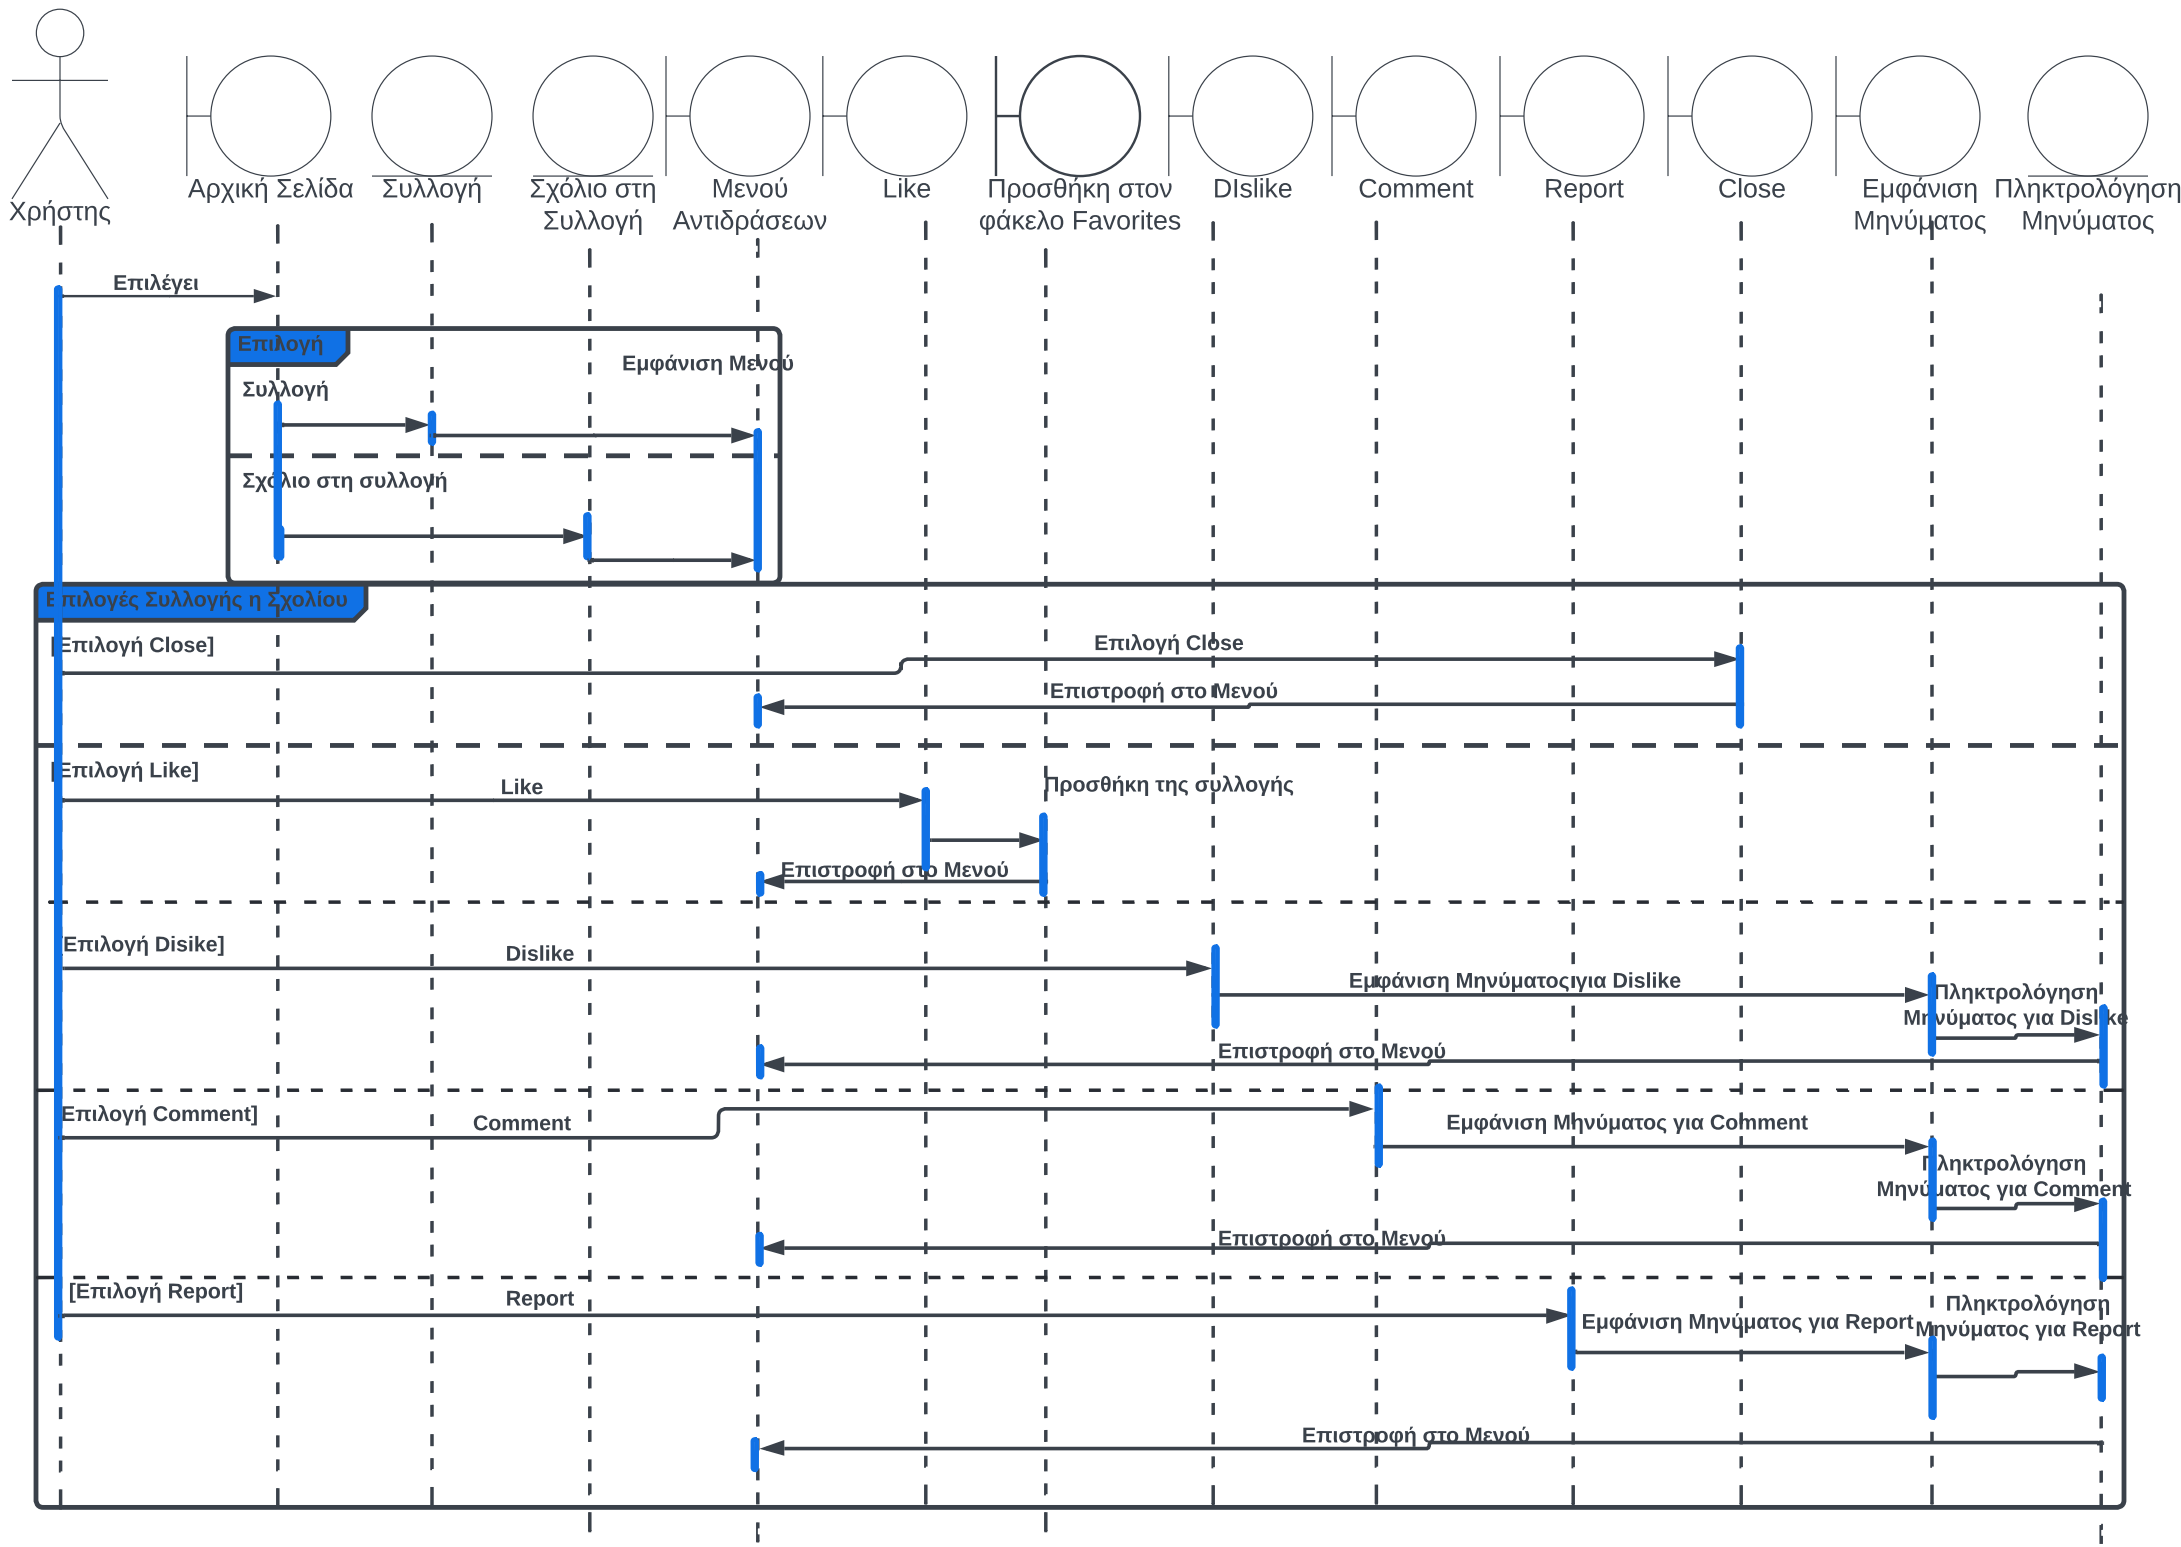 Χρήστης
Αρχική Σελίδα
Συλλογή
Σχόλιο στη
Συλλογή
Μενού
Αντιδράσεων
Like
Προσθήκη στον
φάκελο Favorites
DIslike
Comment
Report
Close
Εμφάνιση
Μηνύματος
Πληκτρολόγηση
Μηνύματος
Επιλέγει
Επιλογή
Εμφάνιση Μενού
Συλλογή
Σχόλιο στη συλλογή
Επιλογές Συλλογής η Σχολίου
[Επιλογή Close]
Επιλογή Close
Επιστροφή στο Μενού
[Επιλογή Like]
Like
Προσθήκη της συλλογής
Επιστροφή στο Μενού
Επιλογή Disike]
Dislike
Εμφάνιση Μηνύματος για Dislike
Πληκτρολόγηση
Μηνύματος για Dislike
Επιστροφή στο Μενού
Επιλογή Comment]
Comment
Εμφάνιση Μηνύματος για Comment
Πληκτρολόγηση
Μηνύματος για Comment
Επιστροφή στο Μενού
[Επιλογή Report]
Report
Εμφάνιση Μηνύματος για Report
Πληκτρολόγηση
Μηνύματος για Report
Επιστροφή στο Μενού